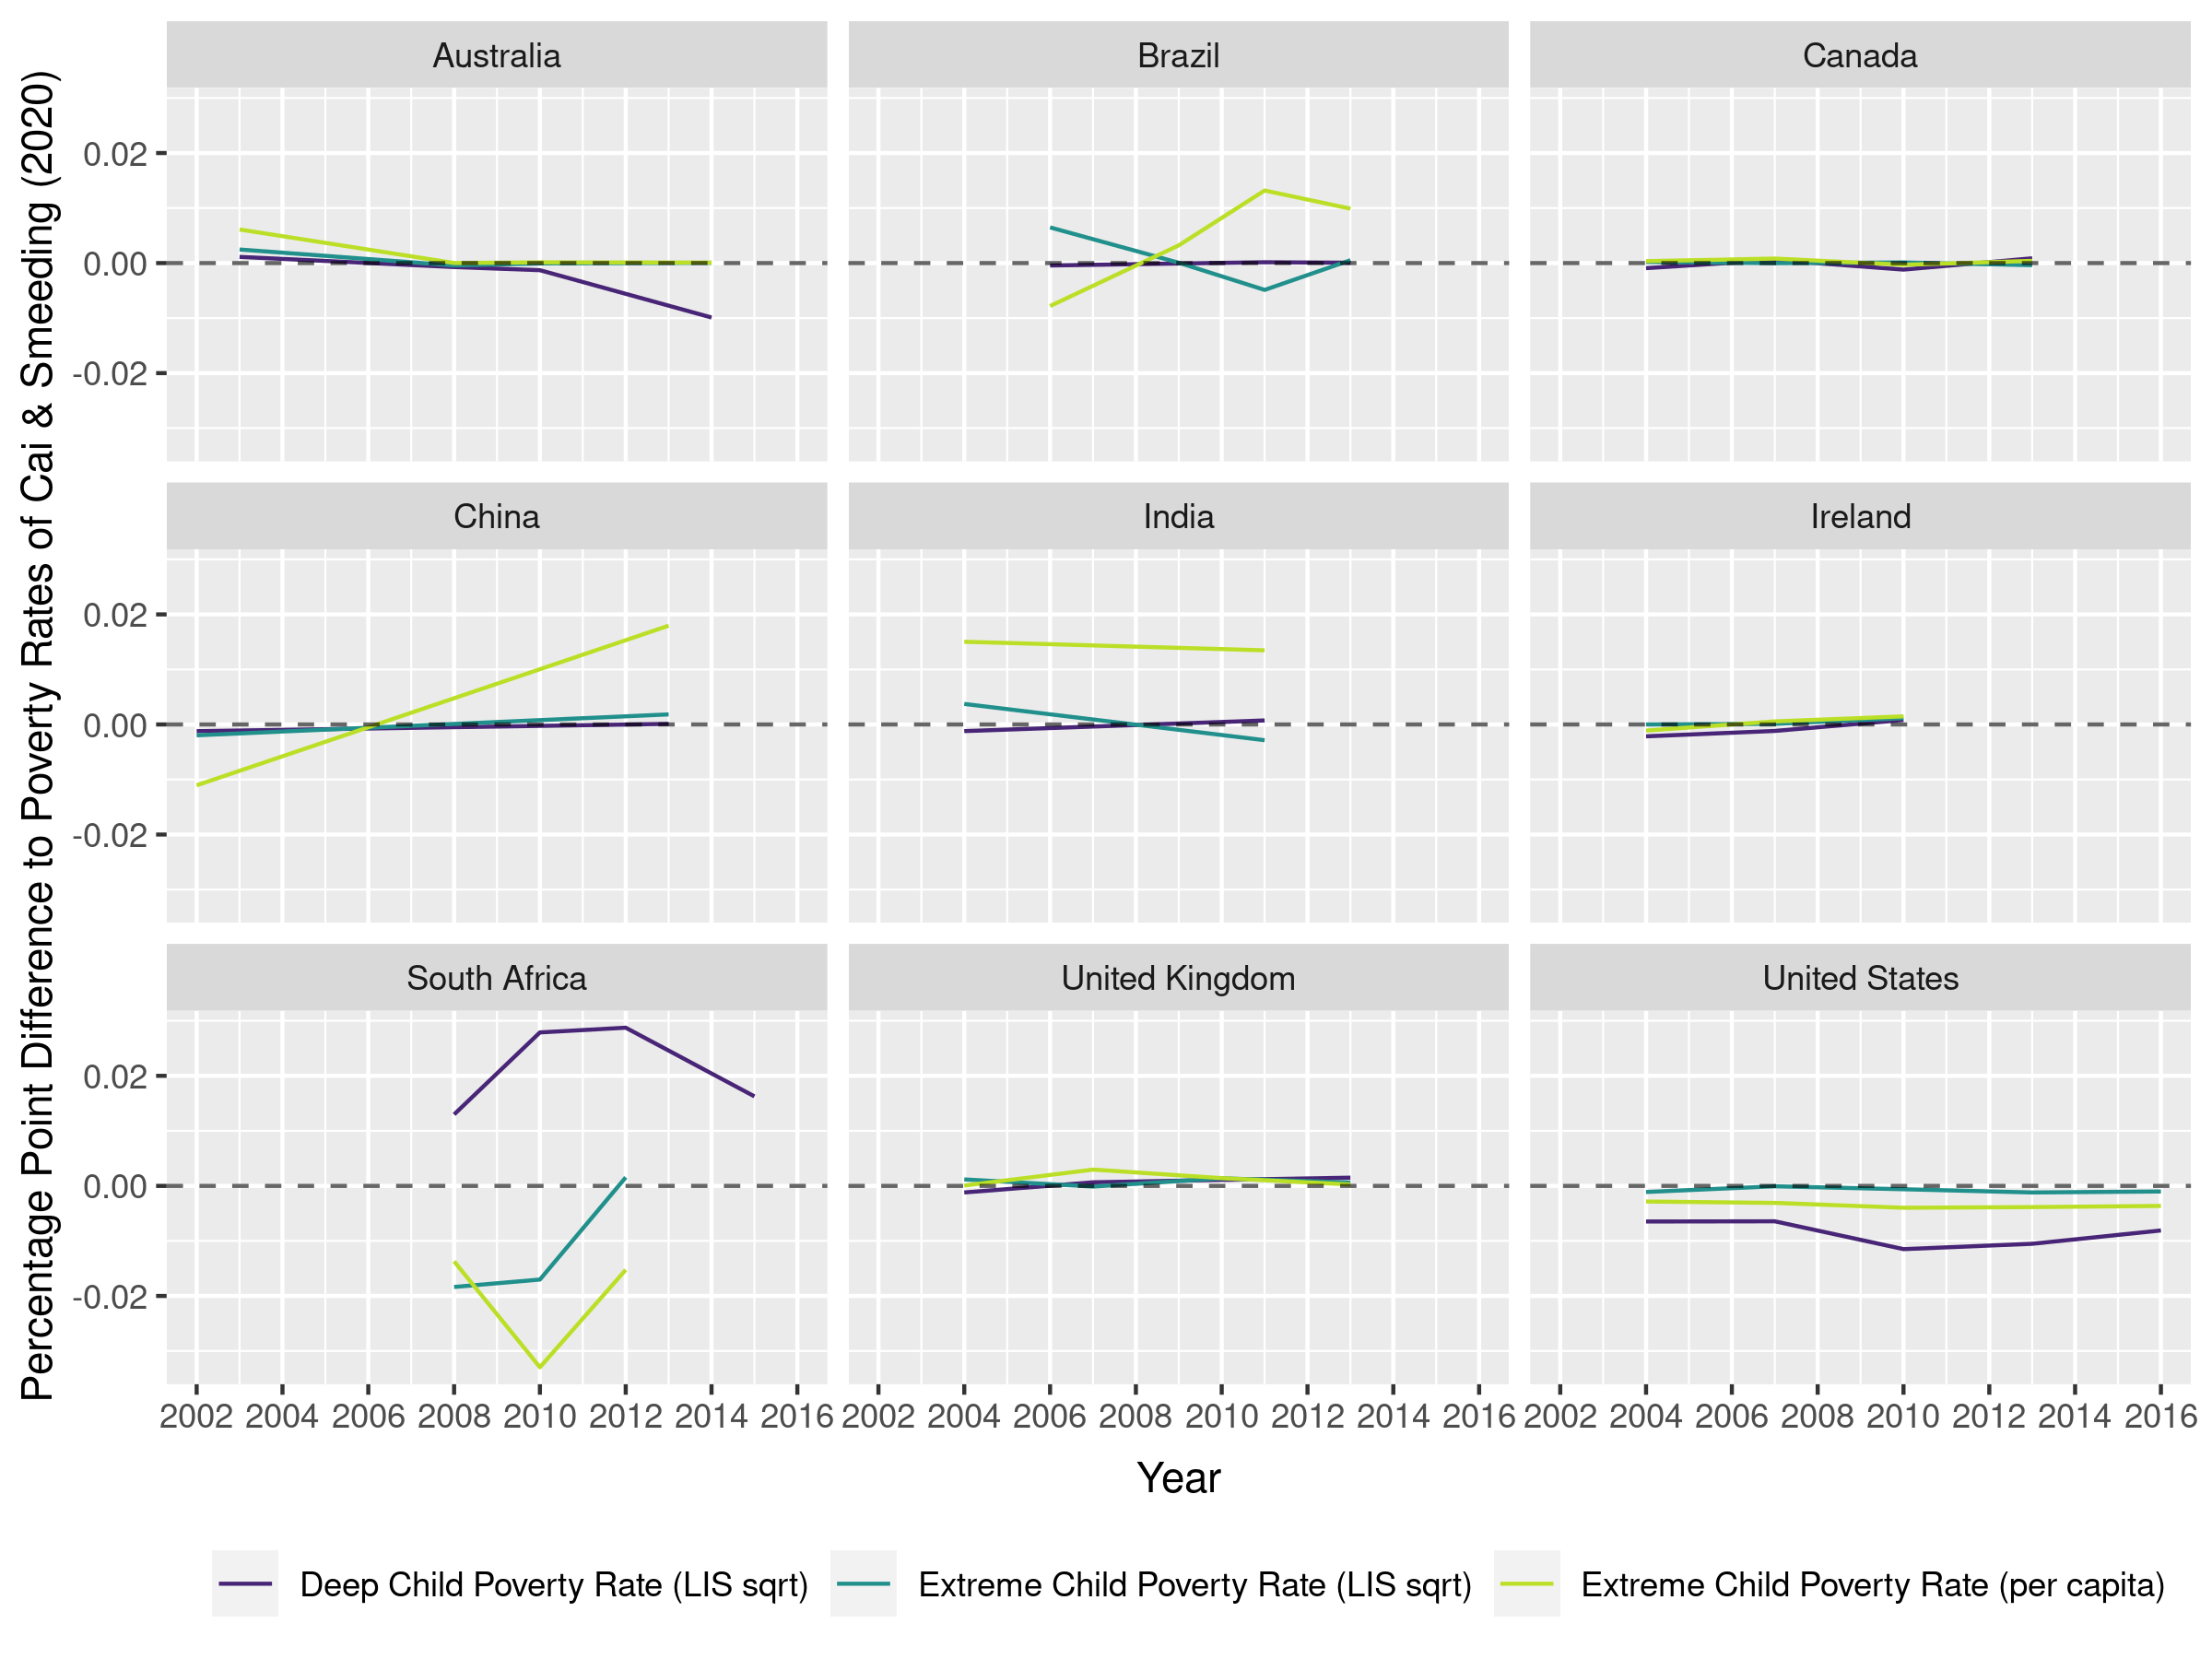 Percentage Point Difference to Poverty Rates of Cai & Smeeding (2020)
Australia
Brazil
Canada
0.02
0.00
-0.02
China
India
Ireland
0.02
0.00
-0.02
South Africa
United Kingdom
United States
0.02
0.00
-0.02
2002 2004 2006 2008 2010 2012 2014 2016
2002 2004 2006 2008 2010 2012 2014 2016
2002 2004 2006 2008 2010 2012 2014 2016
Year
Deep Child Poverty Rate (LIS sqrt)
Extreme Child Poverty Rate (LIS sqrt)
Extreme Child Poverty Rate (per capita)